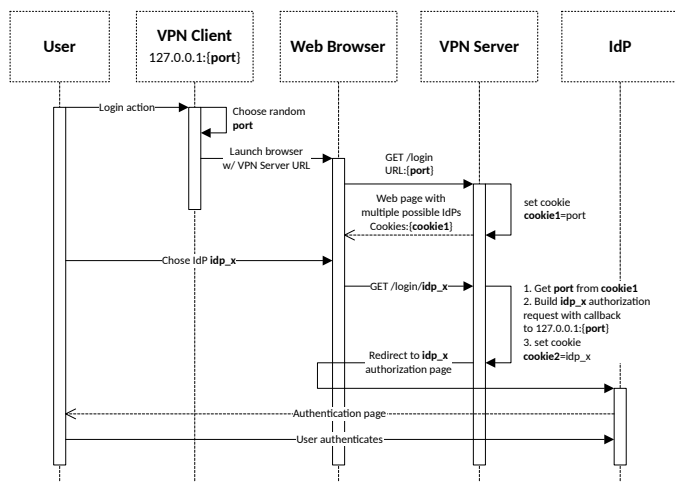 User
VPN Client
127.0.0.1:{port}
Web Browser
VPN Server
IdP
Login action
Choose random
port
Launch browser
w/ VPN Server URL
GET /login
URL:{port}
set cookie
cookie1=port
Web page with
multiple possible IdPs
Cookies:{cookie1}
Chose IdP idp_x
GET /login/idp_x
1. Get port from cookie1
2. Build idp_x authorization
request with callback
to 127.0.0.1:{port}
3. set cookie
cookie2=idp_x
Redirect to idp_x
authorization page
Authentication page
User authenticates